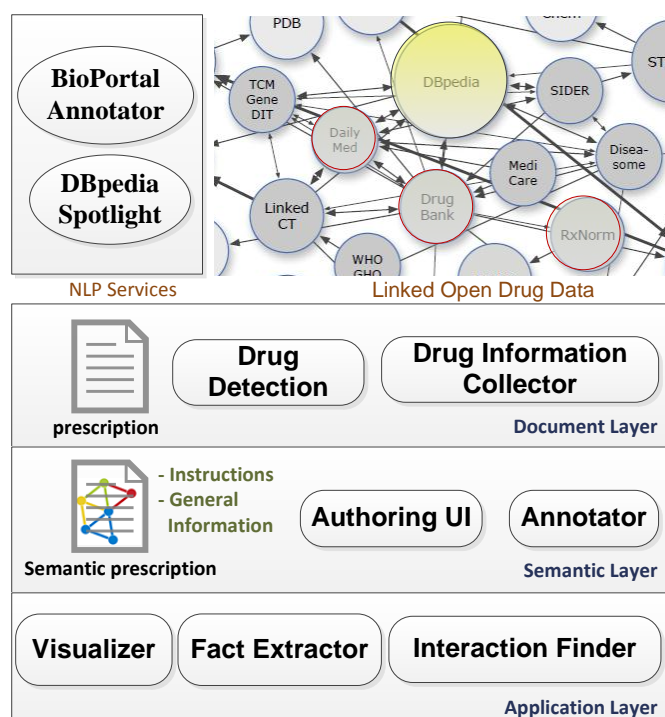 BioPortal
Annotator
DBpedia
Spotlight
NLP Services
PDB
TCM
Gene
DIT
DBpedia
SIDER
ST
Daily
Med
Disea-
some
Medi
Care
Drug
Bank
Linked
CT
RxNorm
WHO
GHO
Linked Open Drug Data
Drug
Detection
Drug Information
Collector
prescription
Document Layer
- Instructions
- General
Information
Authoring UI
Annotator
Semantic prescription
Semantic Layer
Visualizer
Fact Extractor
Interaction Finder
Application Layer